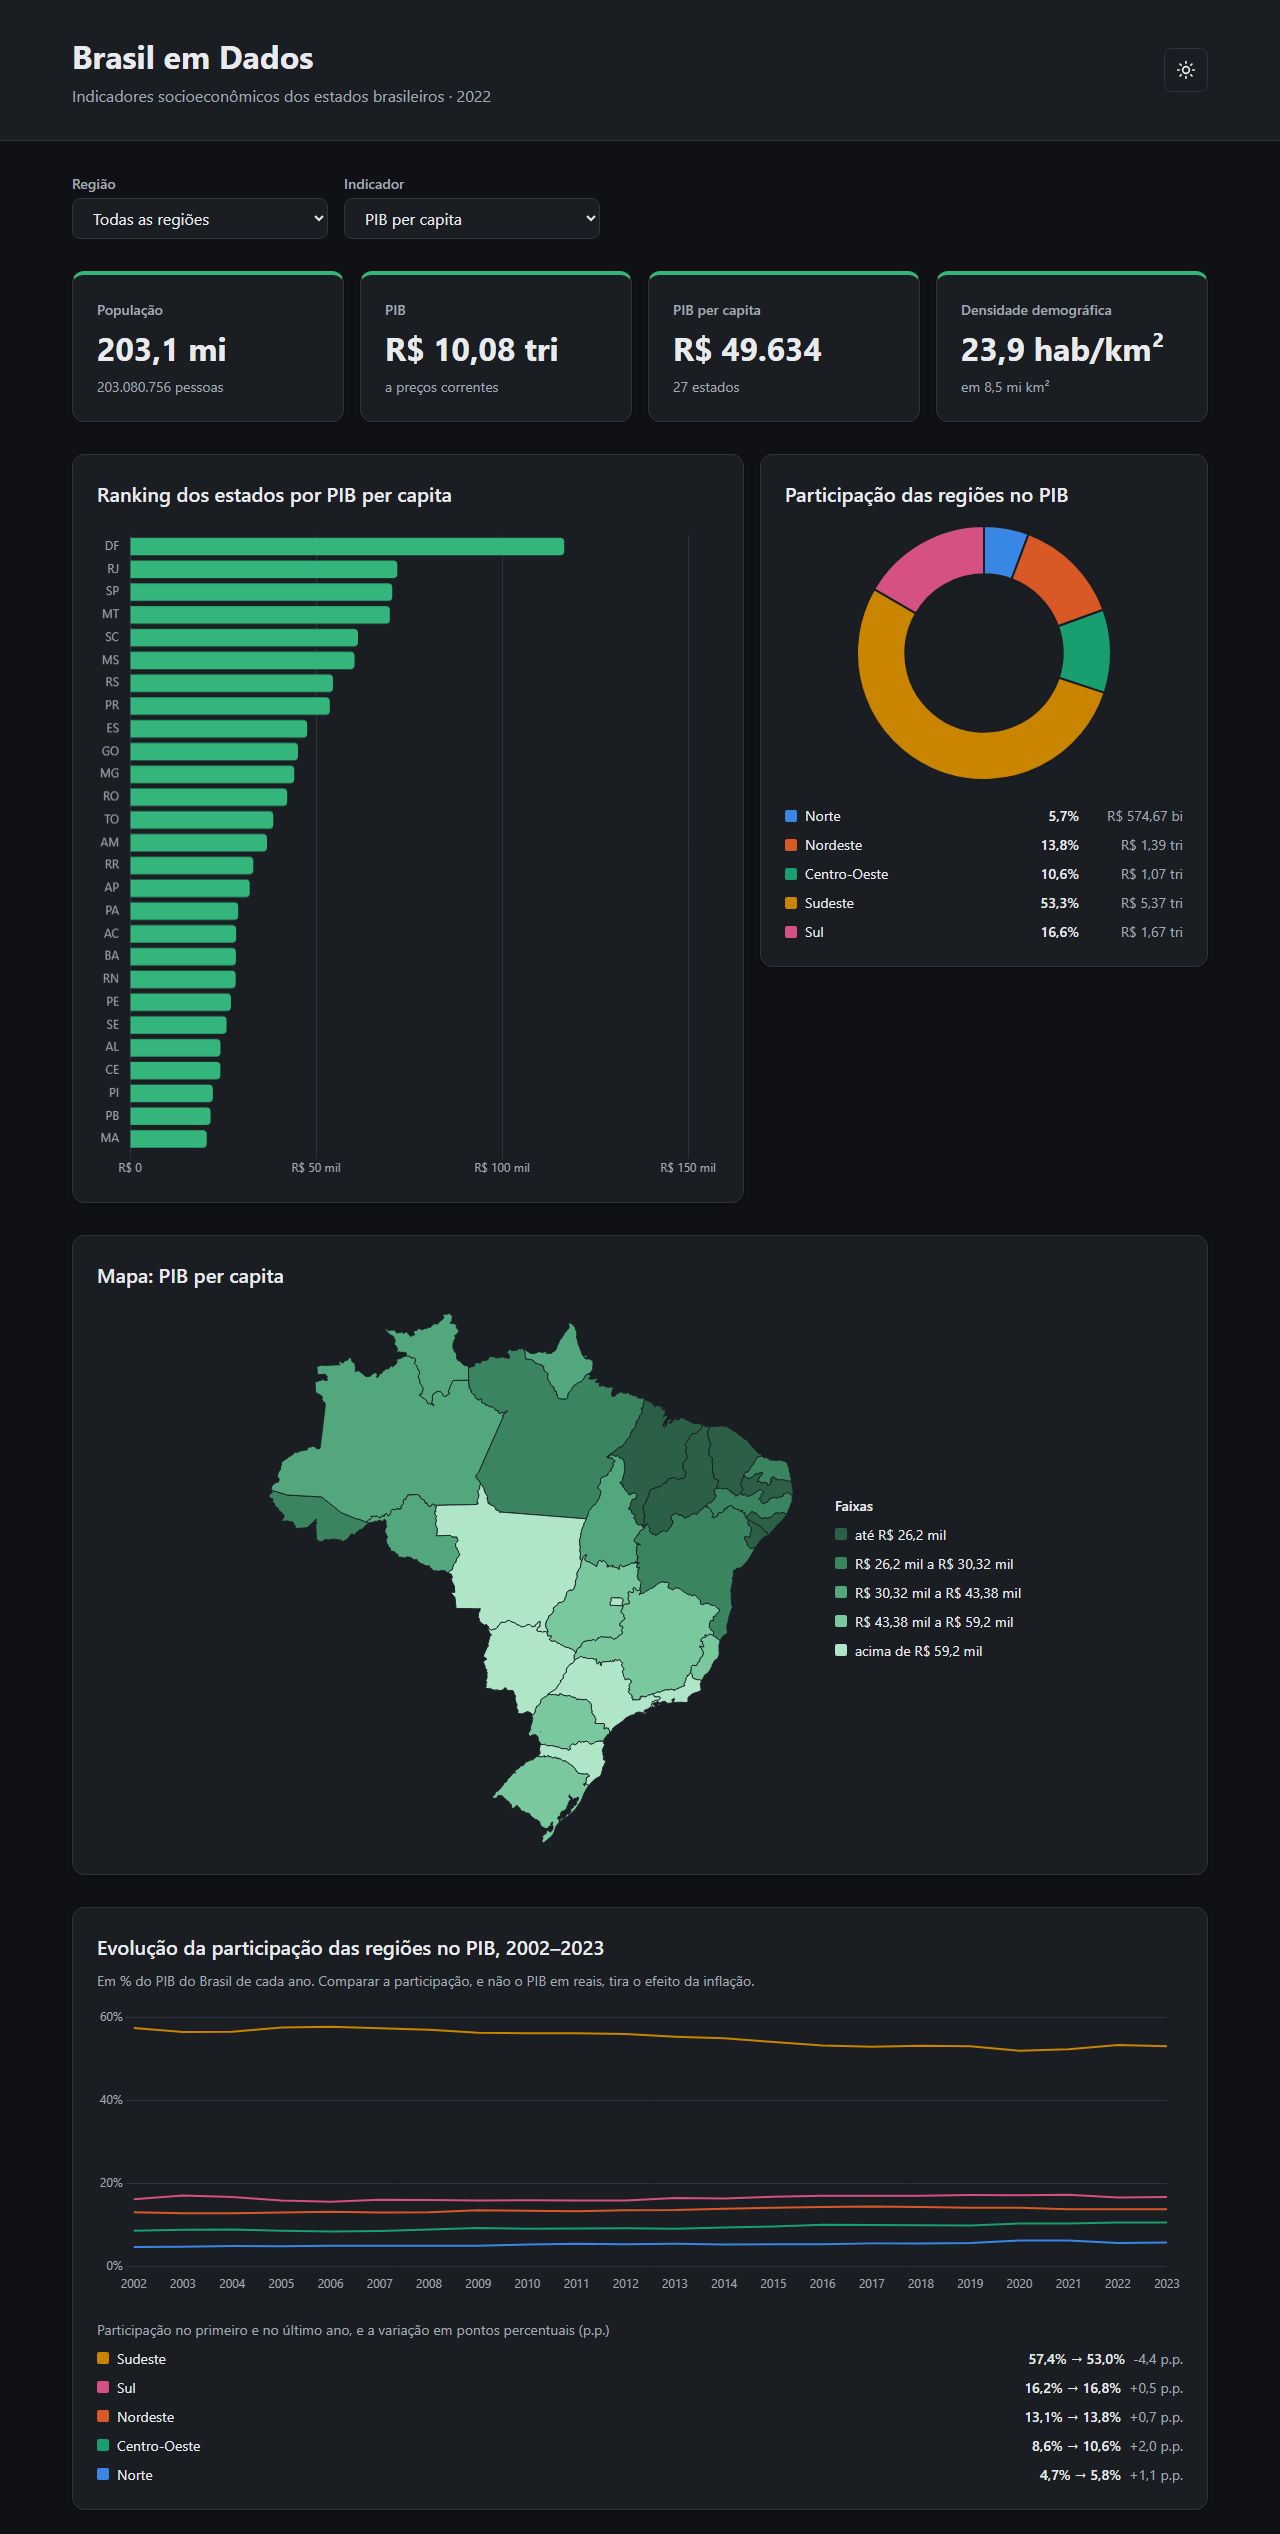 Brasil em Dados
Indicadores socioeconômicos dos estados brasileiros · 2022
Região
Indicador
Todas as regiões
PIB per capita
População
203,1 mi
203.080.756 pessoas
PIB
R$ 10,08 tri
a preços correntes
PIB per capita
R$ 49.634
27 estados
Densidade demográfica
23,9 hab/km²
em 8,5 mi km²
Ranking dos estados por PIB per capita
DF
RJ
SP
MT
SC
MS
RS
PR
ES
GO
MG
RO
TO
AM
RR
AP
PA
AC
BA
RN
PE
SE
AL
CE
PI
PB
MA
R$ 0
R$ 50 mil
R$ 100 mil
R$ 150 mil
Participação das regiões no PIB
Norte 5,7% R$ 574,67 bi
Nordeste 13,8% R$ 1,39 tri
Centro-Oeste 10,6% R$ 1,07 tri
Sudeste 53,3% R$ 5,37 tri
Sul 16,6% R$ 1,67 tri
Mapa: PIB per capita
Faixas
até R$ 26,2 mil
R$ 26,2 mil a R$ 30,32 mil
R$ 30,32 mil a R$ 43,38 mil
R$ 43,38 mil a R$ 59,2 mil
acima de R$ 59,2 mil
Evolução da participação das regiões no PIB, 2002–2023
Em % do PIB do Brasil de cada ano. Comparar a participação, e não o PIB em reais, tira o efeito da inflação.
60%
40%
20%
0%
2002 2003 2004 2005 2006 2007 2008 2009 2010 2011 2012 2013 2014 2015 2016 2017 2018 2019 2020 2021 2022 2023
Participação no primeiro e no último ano, e a variação em pontos percentuais (p.p.)
Sudeste 57,4% → 53,0% -4,4 p.p.
Sul 16,2% → 16,8% +0,5 p.p.
Nordeste 13,1% → 13,8% +0,7 p.p.
Centro-Oeste 8,6% → 10,6% +2,0 p.p.
Norte 4,7% → 5,8% +1,1 p.p.